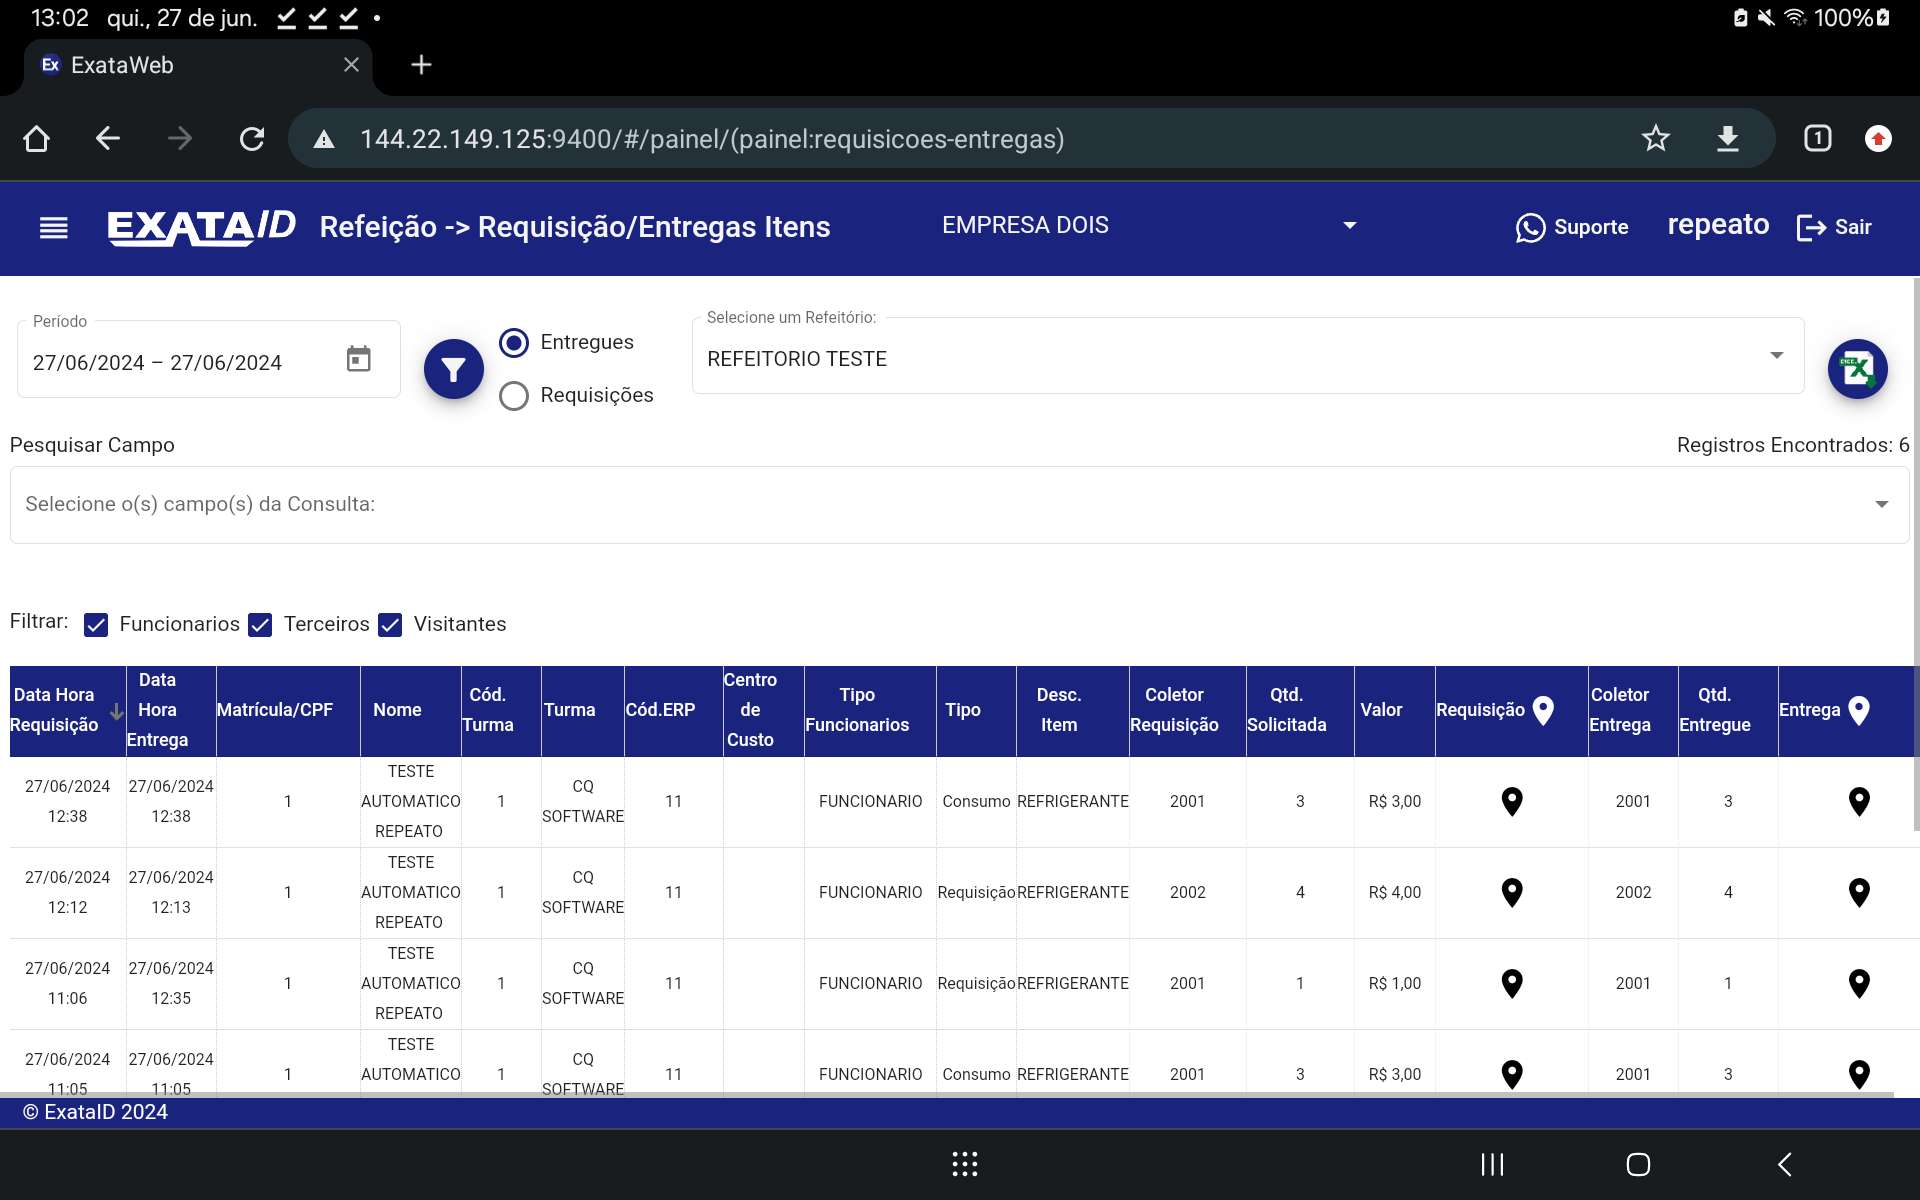 13:02 qui., 27 de jun. 100%
Ex ExataWeb
144.22.149.125:9400/#/painel/(painel:requisicoes-entregas) 1
EXATAID Refeição -> Requisição/Entregas Itens EMPRESA DOIS Suporte repeato Sair
Período
27/06/2024 – 27/06/2024
Entregues
Requisições
Selecione um Refeitório:
REFEITORIO TESTE
Pesquisar Campo Registros Encontrados: 6
Selecione o(s) campo(s) da Consulta:
Filtrar: Funcionarios Terceiros Visitantes
Data Hora Requisição Data Hora Entrega Matrícula/CPF Nome Cód. Turma Turma Cód.ERP Centro de Custo Tipo Funcionarios Tipo Desc. Item Coletor Requisição Qtd. Solicitada Valor Requisição Coletor Entrega Qtd. Entregue Entrega
27/06/2024 12:38 27/06/2024 12:38 1 TESTE AUTOMATICO REPEATO 1 CQ SOFTWARE 11 FUNCIONARIO Consumo REFRIGERANTE 2001 3 R$ 3,00 2001 3
27/06/2024 12:12 27/06/2024 12:13 1 TESTE AUTOMATICO REPEATO 1 CQ SOFTWARE 11 FUNCIONARIO Requisição REFRIGERANTE 2002 4 R$ 4,00 2002 4
27/06/2024 11:06 27/06/2024 12:35 1 TESTE AUTOMATICO REPEATO 1 CQ SOFTWARE 11 FUNCIONARIO Requisição REFRIGERANTE 2001 1 R$ 1,00 2001 1
27/06/2024 11:05 27/06/2024 11:05 1 TESTE AUTOMATICO 1 CQ SOFTWARE 11 FUNCIONARIO Consumo REFRIGERANTE 2001 3 R$ 3,00 2001 3
© ExataID 2024